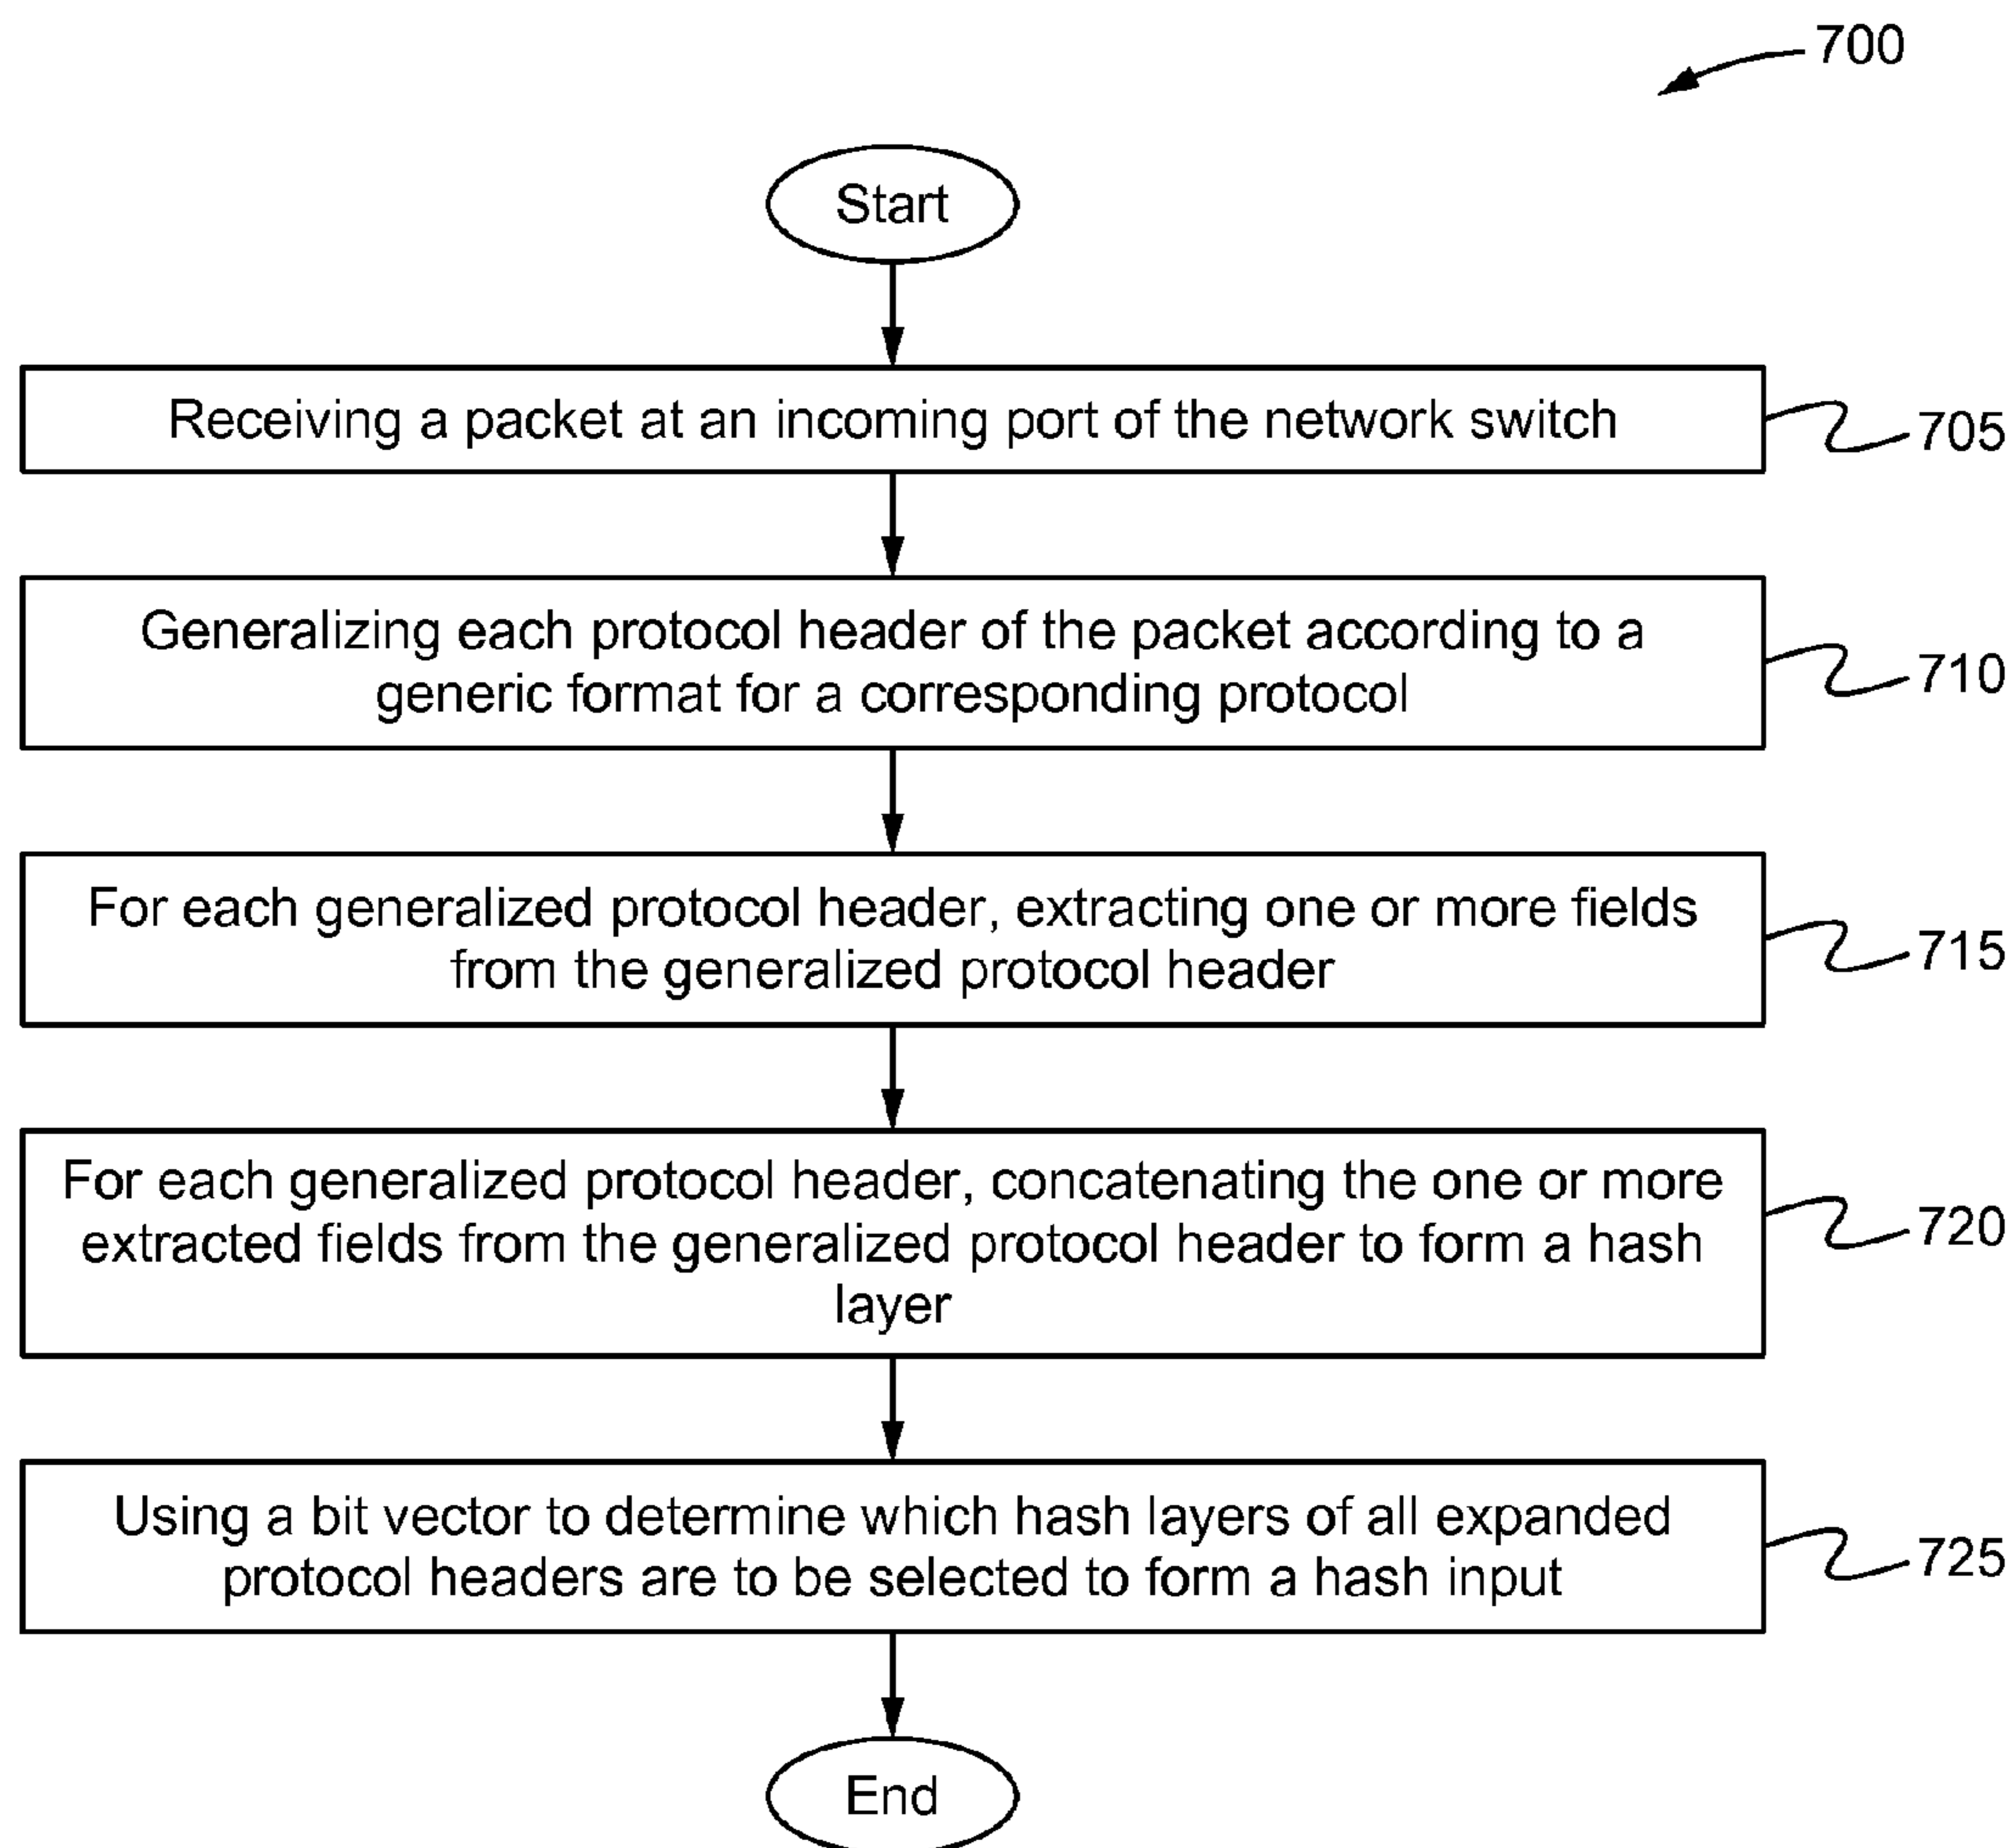 700
Start
Receiving a packet at an incoming port of the network switch
705
Generalizing each protocol header of the packet according to a
generic format for a corresponding protocol
710
For each generalized protocol header, extracting one or more fields
from the generalized protocol header
715
For each generalized protocol header, concatenating the one or more
extracted fields from the generalized protocol header to form a hash
layer
720
Using a bit vector to determine which hash layers of all expanded
protocol headers are to be selected to form a hash input
725
End